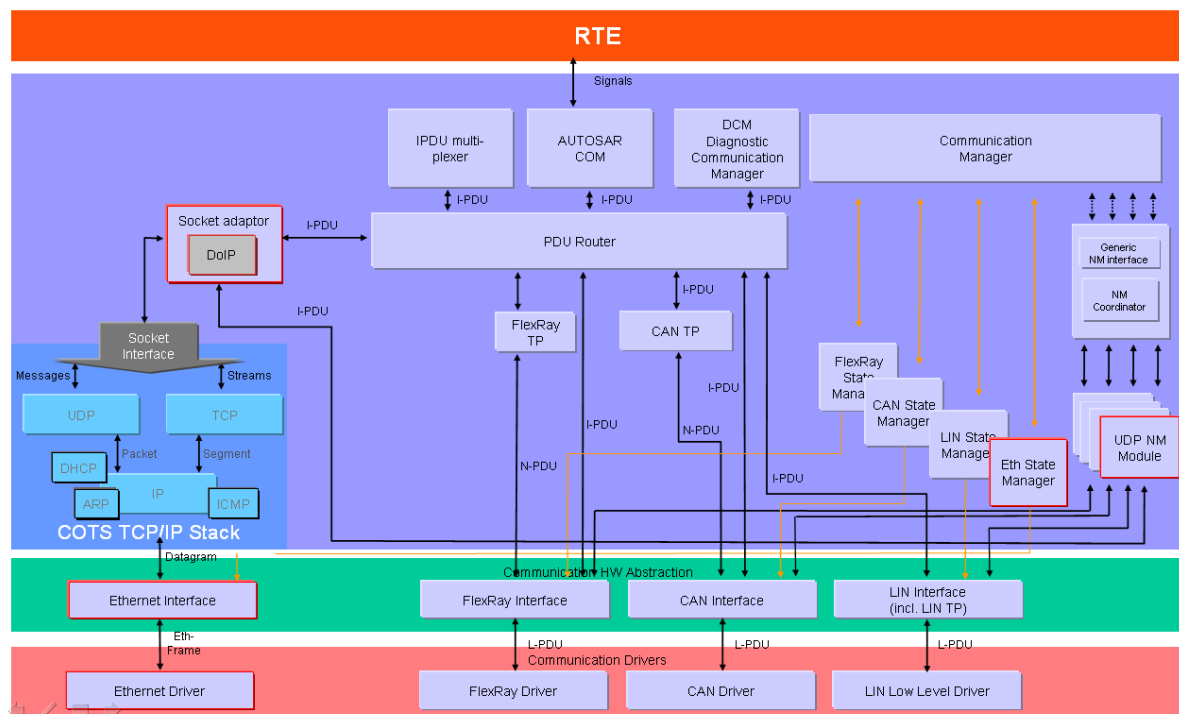 RTE
Signals
IPDU multi-
plexer
AUTOSAR
COM
DCM
Diagnostic
Communication
Manager
Communication
Manager
I-PDU
I-PDU
I-PDU
Socket adaptor
DoIP
I-PDU
PDU Router
Generic
NM interface
NM
Coordinator
I-PDU
I-PDU
FlexRay
TP
CAN TP
Socket
Interface
Messages
Streams
UDP
TCP
Packet
Segment
DHCP
IP
ARP
ICMP
COTS TCP/IP Stack
I-PDU
I-PDU
N-PDU
N-PDU
I-PDU
FlexRay
State
Manager
CAN State
Manager
LIN State
Manager
Eth State
Manager
UDP NM
Module
Datagram
Communication HW Abstraction
Ethernet Interface
FlexRay Interface
CAN Interface
LIN Interface
(incl. LIN TP)
Eth-
Frame
L-PDU
L-PDU
L-PDU
Communication Drivers
Ethernet Driver
FlexRay Driver
CAN Driver
LIN Low Level Driver